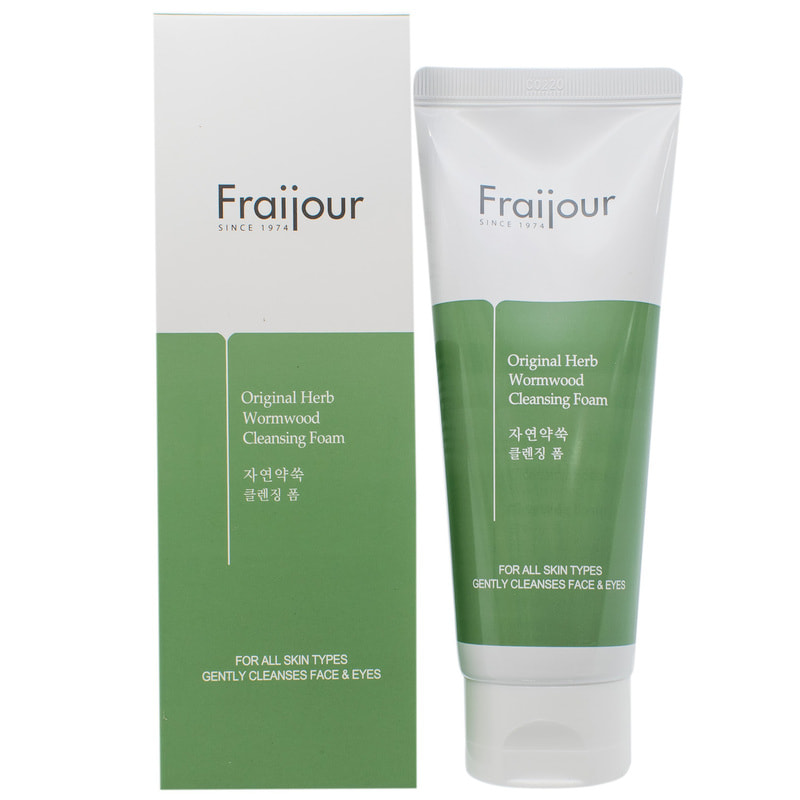 Fraijour
SINCE 1974
Original Herb
Wormwood
Cleansing Foam
자연약쑥
클렌징 폼
FOR ALL SKIN TYPES
GENTLY CLEANSES FACE & EYES
C0220
Fraijour
SINCE 1974
Original Herb
Wormwood
Cleansing Foam
자연약쑥
클렌징 폼
FOR ALL SKIN TYPES
GENTLY CLEANSES FACE & EYES